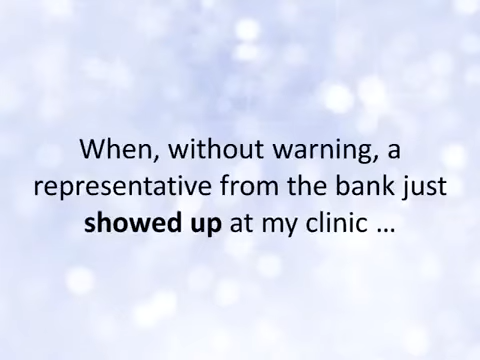 When, without warning, a
representative from the bank just
showed up at my clinic …